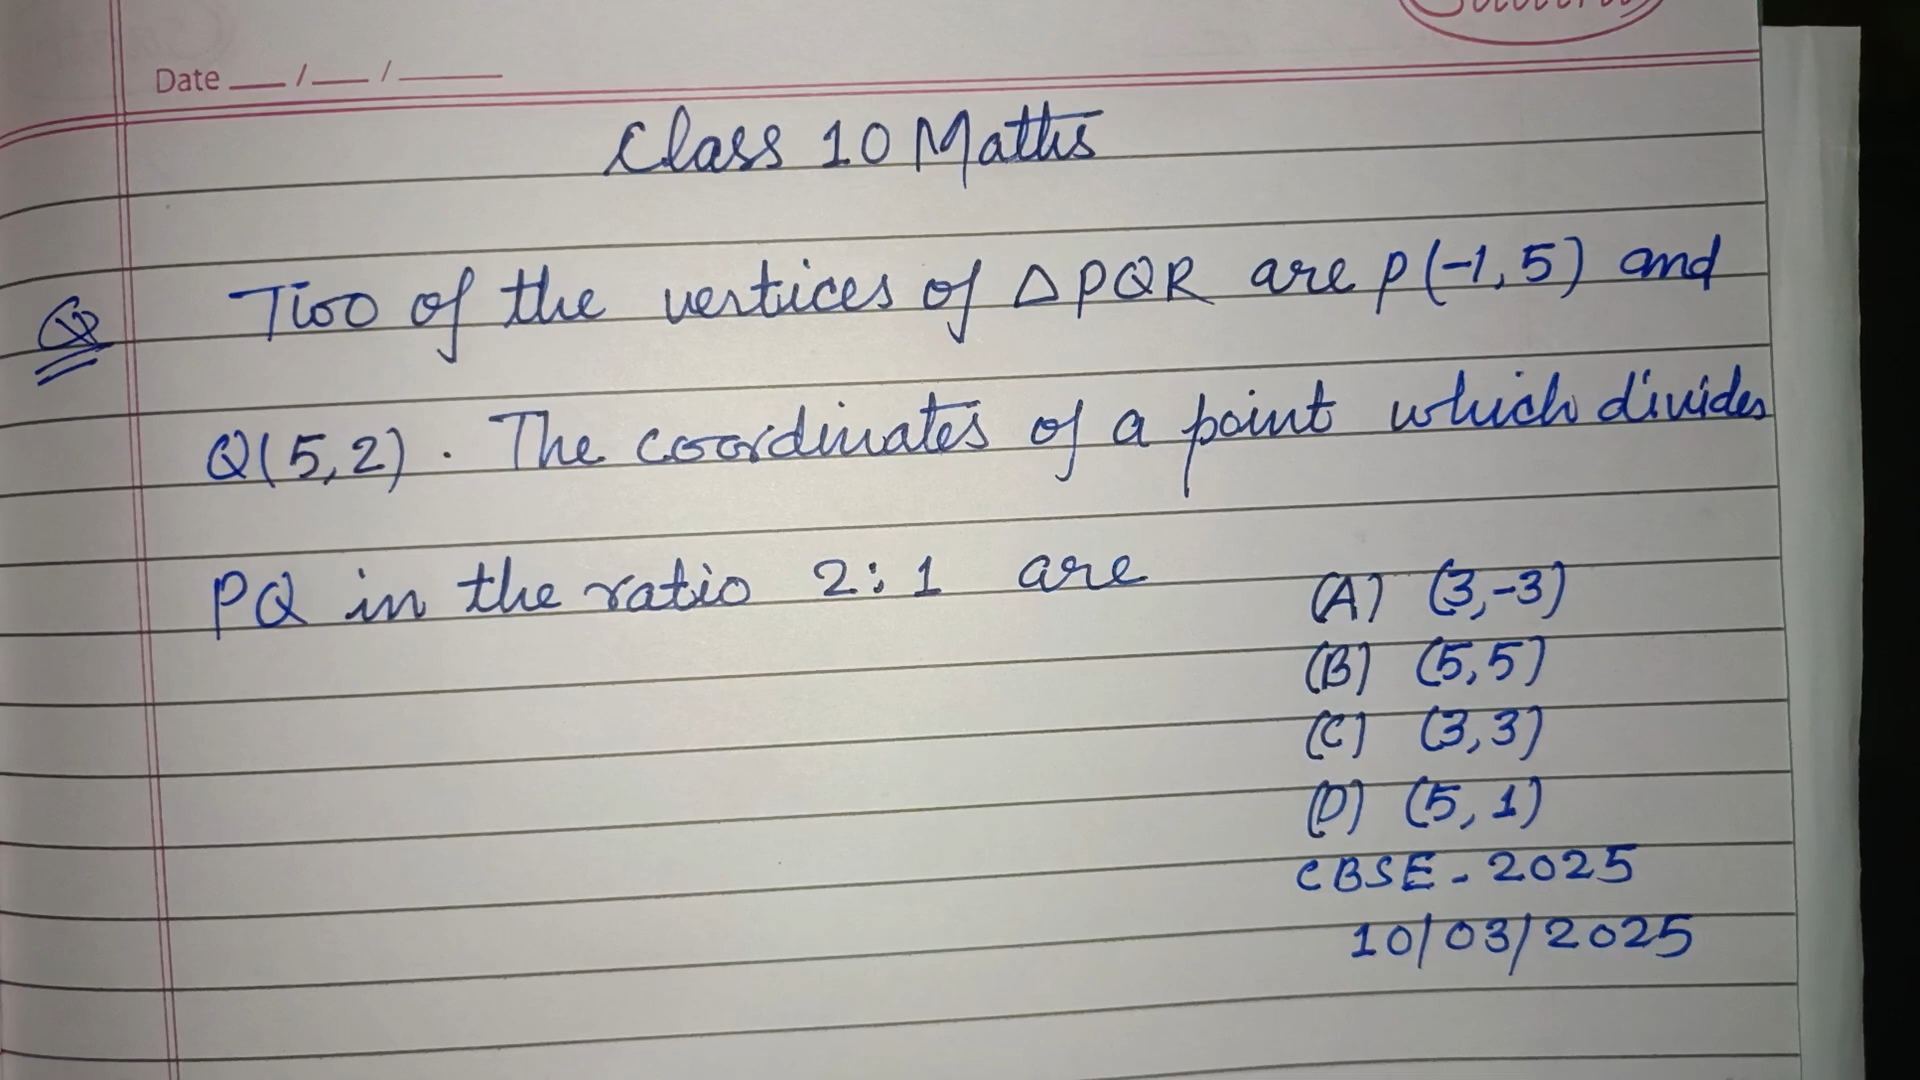 Date __/__/____
Class 10 Maths
Q Two of the vertices of △PQR are P(-1,5) and
Q(5,2). The coordinates of a point which divides
PQ in the ratio 2:1 are
(A) (3,-3)
(B) (5,5)
(C) (3,3)
(D) (5,1)
CBSE-2025
10/03/2025